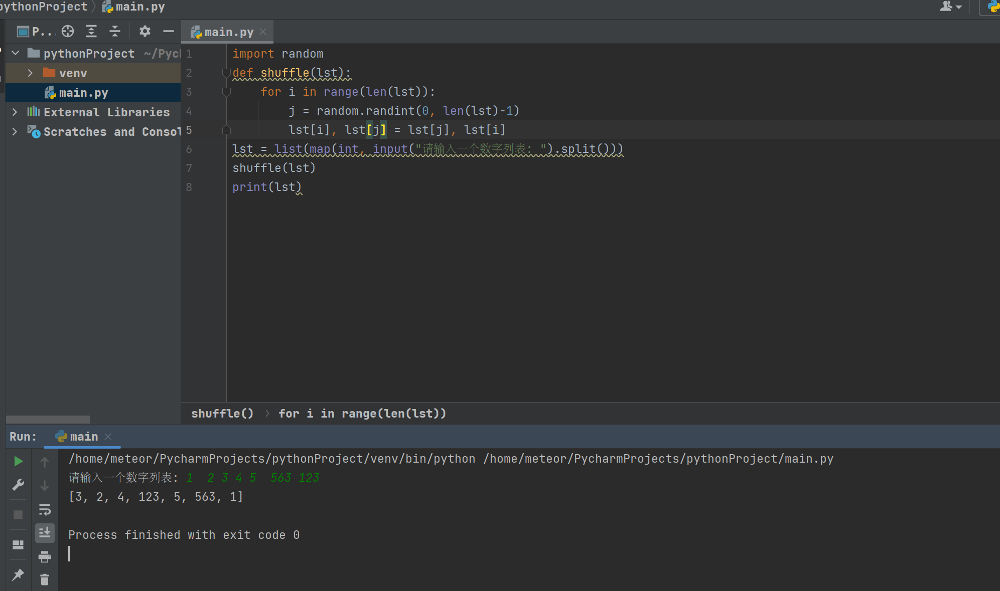 pythonProject main.py
P... main.py
pythonProject ~/Pyc
venv
main.py
External Libraries
Scratches and Consol
1 import random
2 def shuffle(lst):
3 for i in range(len(lst)):
4 j = random.randint(0, len(lst)-1)
5 lst[i], lst[j] = lst[j], lst[i]
6 lst = list(map(int, input("请输入一个数字列表: ").split()))
7 shuffle(lst)
8 print(lst)
shuffle() for i in range(len(lst))
Run: main
/home/meteor/PycharmProjects/pythonProject/venv/bin/python /home/meteor/PycharmProjects/pythonProject/main.py
请输入一个数字列表: 1  2 3 4 5  563 123
[3, 2, 4, 123, 5, 563, 1]
Process finished with exit code 0